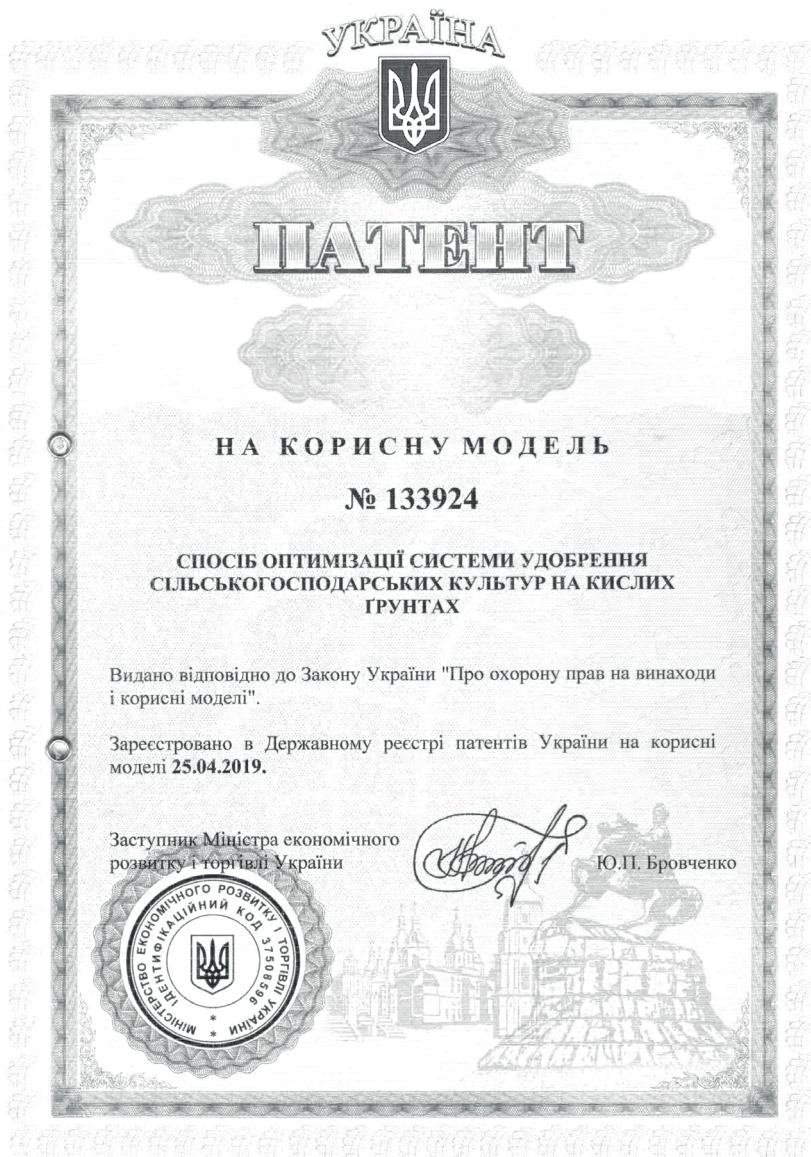 УКРАЇНА
ПАТЕНТ
НА КОРИСНУ МОДЕЛЬ
№ 133924
СПОСІБ ОПТИМІЗАЦІЇ СИСТЕМИ УДОБРЕННЯ
СІЛЬСЬКОГОСПОДАРСЬКИХ КУЛЬТУР НА КИСЛИХ
ҐРУНТАХ
Видано відповідно до Закону України "Про охорону прав на винаходи
і корисні моделі".
Зареєстровано в Державному реєстрі патентів України на корисні
моделі 25.04.2019.
Заступник Міністра економічного
розвитку і торгівлі України
Ю.П. Бровченко
МІНІСТЕРСТВО ЕКОНОМІЧНОГО РОЗВИТКУ І ТОРГІВЛІ УКРАЇНИ *
ІДЕНТИФІКАЦІЙНИЙ КОД 37508596 *